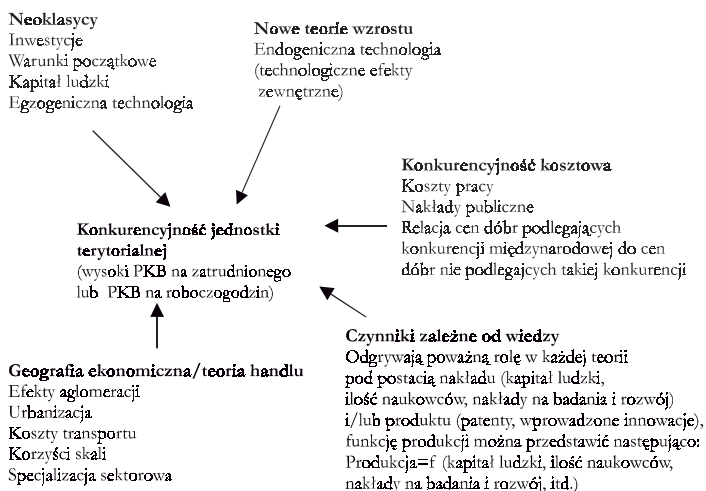 Neoklasycy
Inwestycje
Warunki początkowe
Kapitał ludzki
Egzogeniczna technologia
Nowe teorie wzrostu
Endogeniczna technologia
(technologiczne efekty
zewnętrzne)
Konkurencyjność kosztowa
Koszty pracy
Nakłady publiczne
Relacja cen dóbr podlegających
konkurencji międzynarodowej do cen
dóbr nie podlegajcych takiej konkurencji
Konkurencyjność jednostki
terytorialnej
(wysoki PKB na zatrudnionego
lub PKB na roboczogodzin)
Czynniki zależne od wiedzy
Odgrywają poważną rolę w każdej teorii
pod postacią nakładu (kapitał ludzki,
ilość naukowców, nakłady na badania i rozwój)
i/lub produktu (patenty, wprowadzone innowacje),
funkcję produkcji można przedstawić następująco:
Produkcja=f (kapitał ludzki, ilość naukowców,
nakłady na badania i rozwój, itd.)
Geografia ekonomiczna/teoria handlu
Efekty aglomeracji
Urbanizacja
Koszty transportu
Korzyści skali
Specjalizacja sektorowa